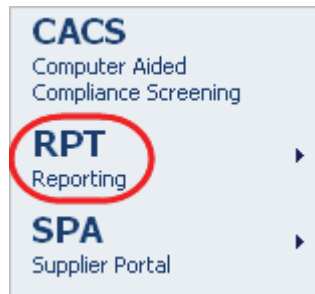 CACS
Computer Aided
Compliance Screening
RPT
Reporting
SPA
Supplier Portal